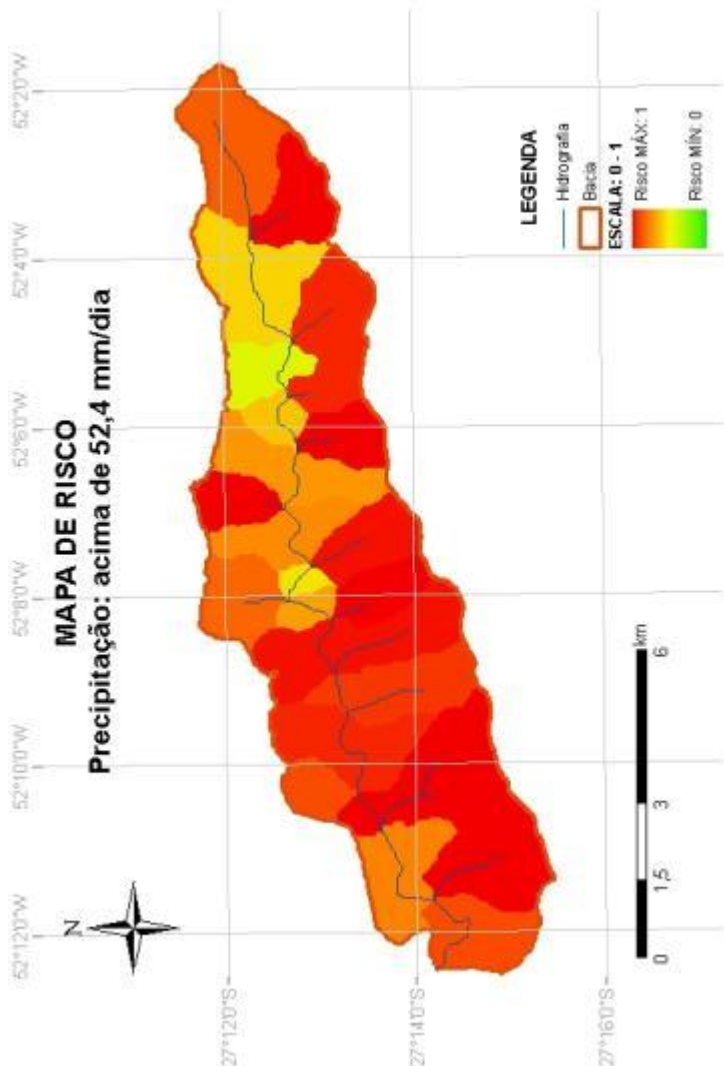 MAPA DE RISCO
Precipitação: acima de 52,4 mm/dia
N
52°12'0"W
52°10'0"W
52°8'0"W
52°6'0"W
52°4'0"W
52°2'0"W
27°12'0"S
27°14'0"S
27°16'0"S
LEGENDA
Hidrografia
Bacia
ESCALA: 0 - 1
Risco MÁX: 1
Risco MÍN: 0
0 1,5 3 6
km